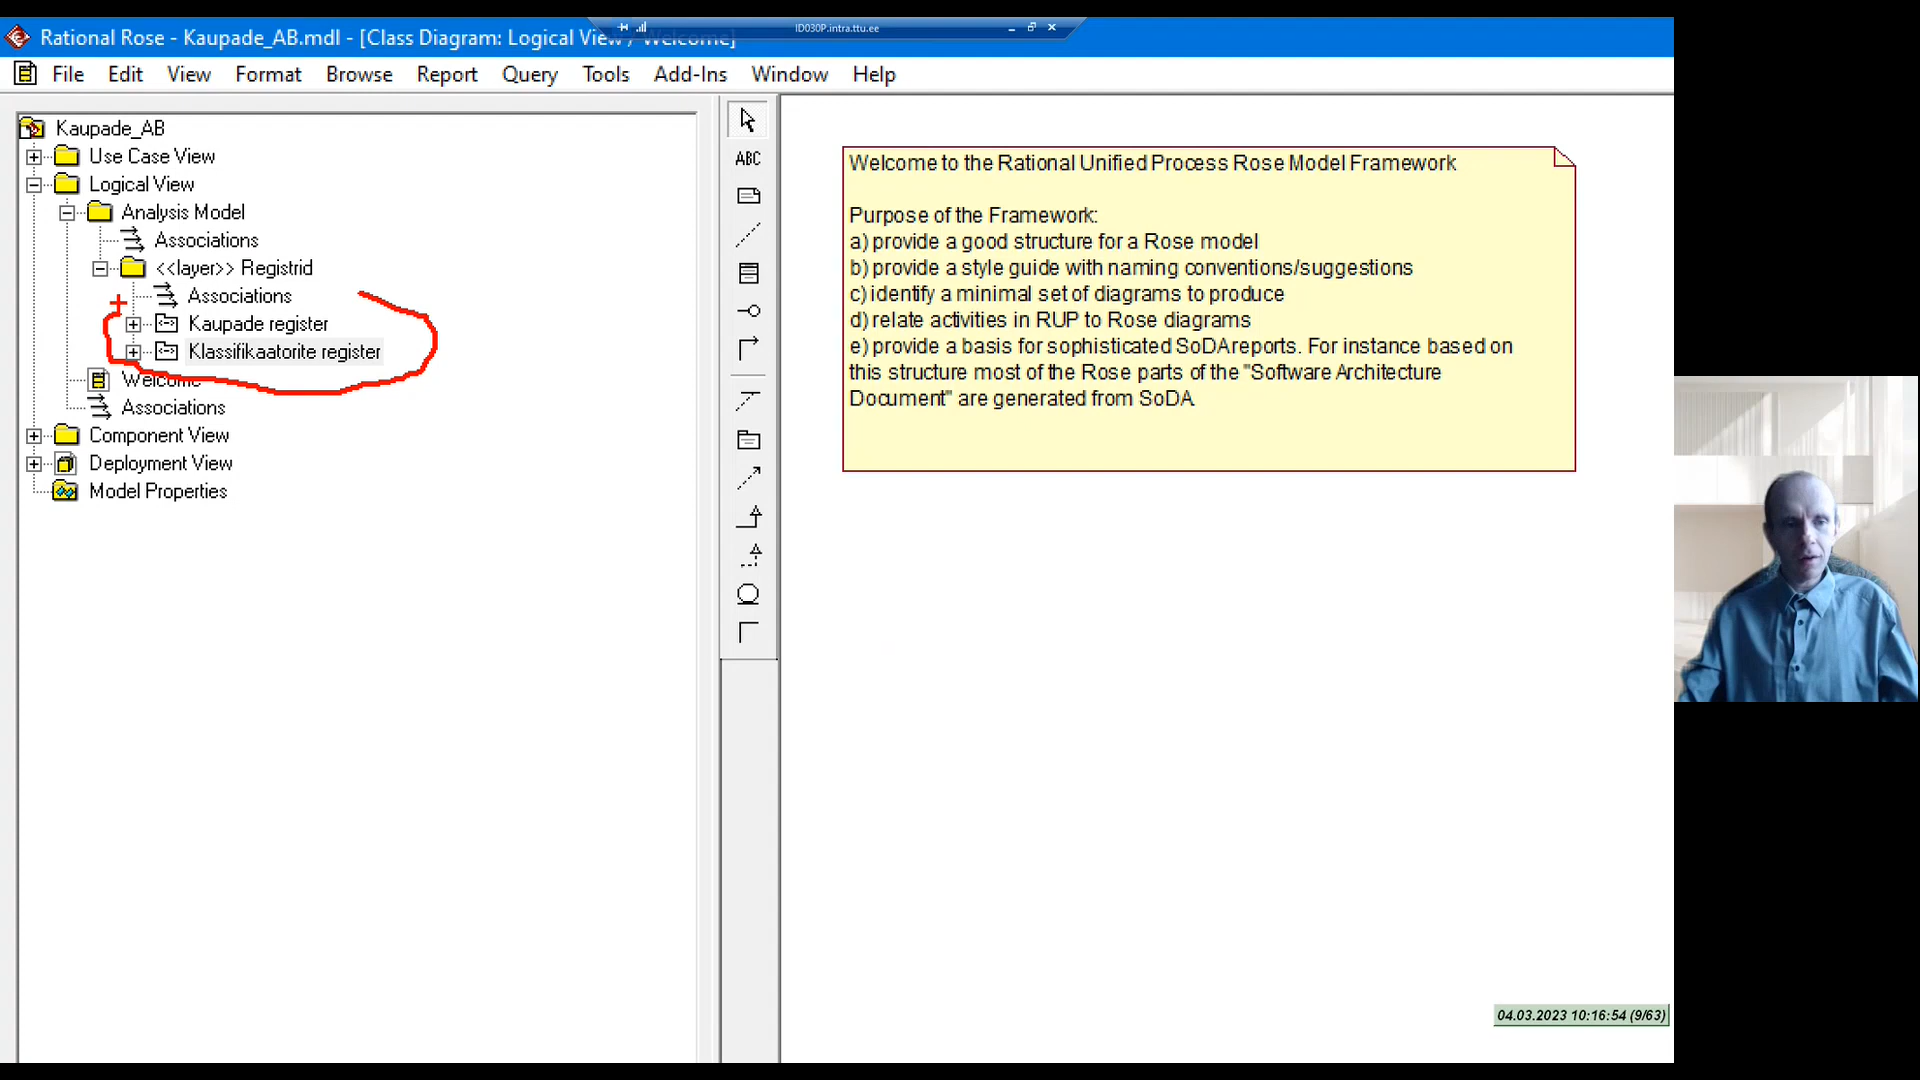 Rational Rose - Kaupade_AB.mdl - [Class Diagram: Logical View / Welcome]
ID030P.intra.ttu.ee
File Edit View Format Browse Report Query Tools Add-Ins Window Help
Kaupade_AB
Use Case View
Logical View
Analysis Model
Associations
<<layer>> Registrid
Associations
Kaupade register
Klassifikaatorite register
Welcome
Associations
Component View
Deployment View
Model Properties
ABC
Welcome to the Rational Unified Process Rose Model Framework
Purpose of the Framework:
a) provide a good structure for a Rose model
b) provide a style guide with naming conventions/suggestions
c) identify a minimal set of diagrams to produce
d) relate activities in RUP to Rose diagrams
e) provide a basis for sophisticated SoDA reports. For instance based on
this structure most of the Rose parts of the "Software Architecture
Document" are generated from SoDA.
04.03.2023 10:16:54 (9/63)